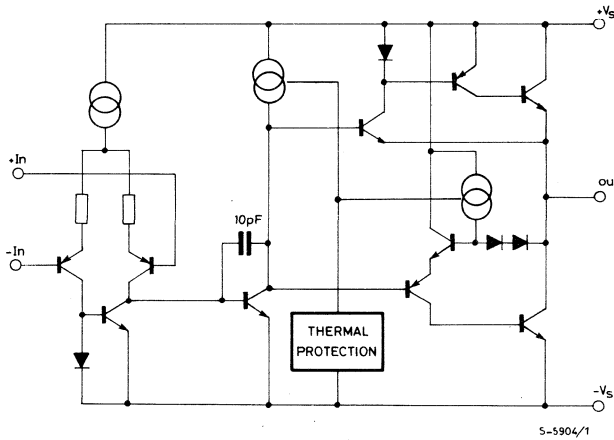 +Vs
+In
ou
10pF
-In
THERMAL
PROTECTION
-Vs
S-5904/1